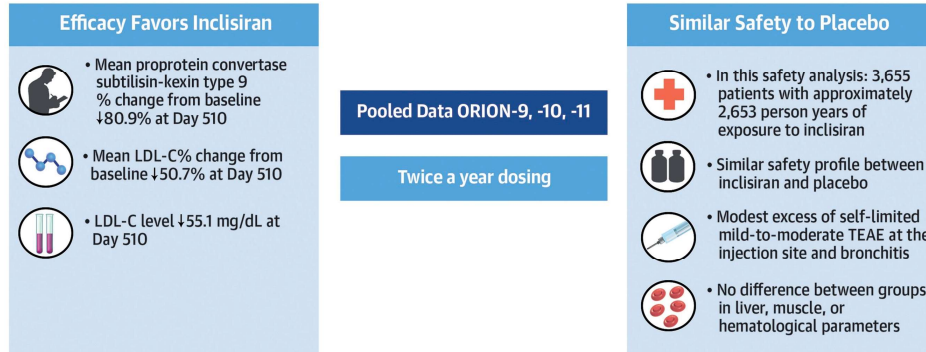 Efficacy Favors Inclisiran
• Mean proprotein convertase
subtilisin-kexin type 9
% change from baseline
↓80.9% at Day 510
• Mean LDL-C% change from
baseline ↓50.7% at Day 510
• LDL-C level ↓55.1 mg/dL at
Day 510
Pooled Data ORION-9, -10, -11
Twice a year dosing
Similar Safety to Placebo
• In this safety analysis: 3,655
patients with approximately
2,653 person years of
exposure to inclisiran
• Similar safety profile between
inclisiran and placebo
• Modest excess of self-limited
mild-to-moderate TEAE at the
injection site and bronchitis
• No difference between groups
in liver, muscle, or
hematological parameters